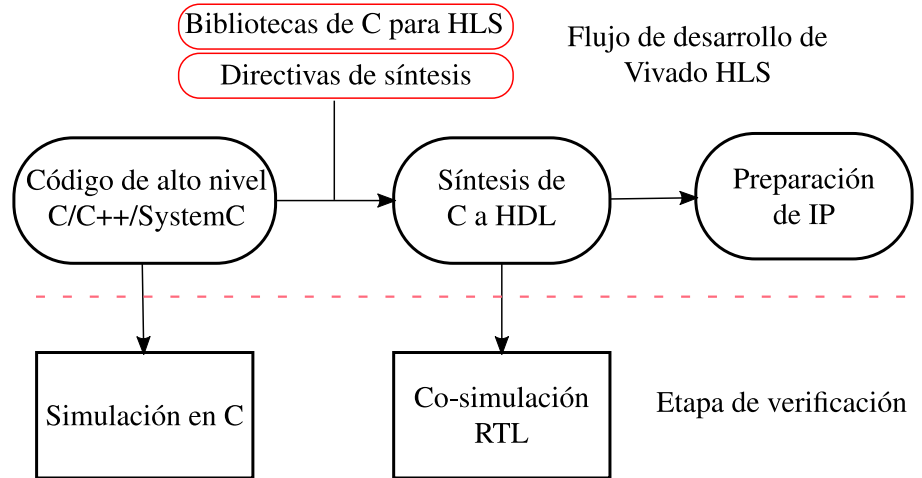 Bibliotecas de C para HLS
Directivas de síntesis
Flujo de desarrollo de
Vivado HLS
Código de alto nivel
C/C++/SystemC
Síntesis de
C a HDL
Preparación
de IP
Simulación en C
Co-simulación
RTL
Etapa de verificación